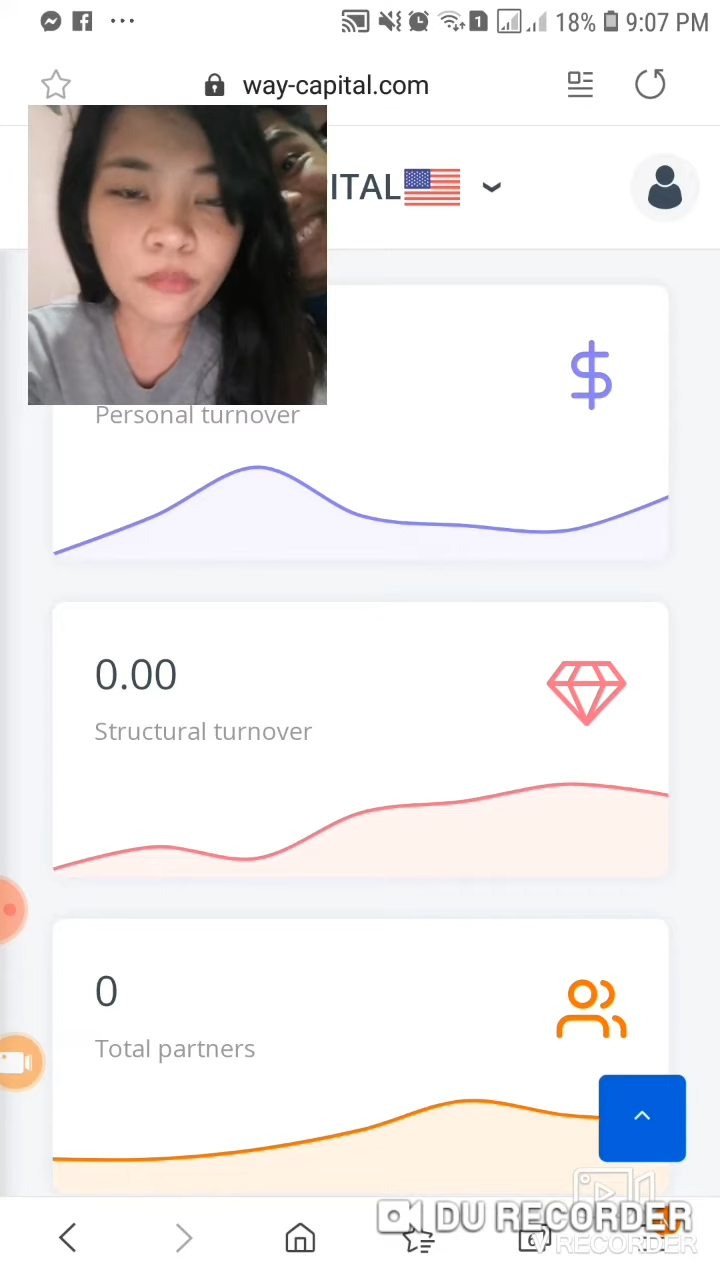 18% 9:07 PM
way-capital.com
ITAL
Personal turnover
0.00
Structural turnover
0
Total partners
DU RECORDER
V RECORDER